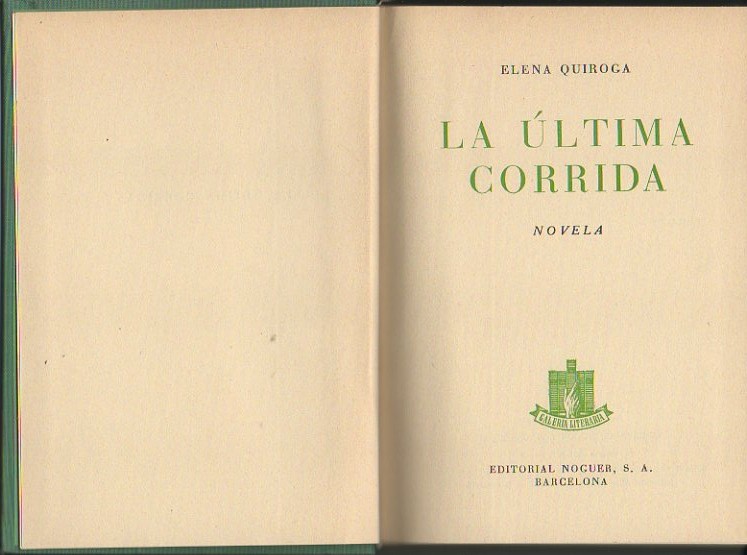 ELENA QUIROGA
LA ÚLTIMA
CORRIDA
NOVELA
GALERIA LITERARIA
EDITORIAL NOGUER, S. A.
BARCELONA